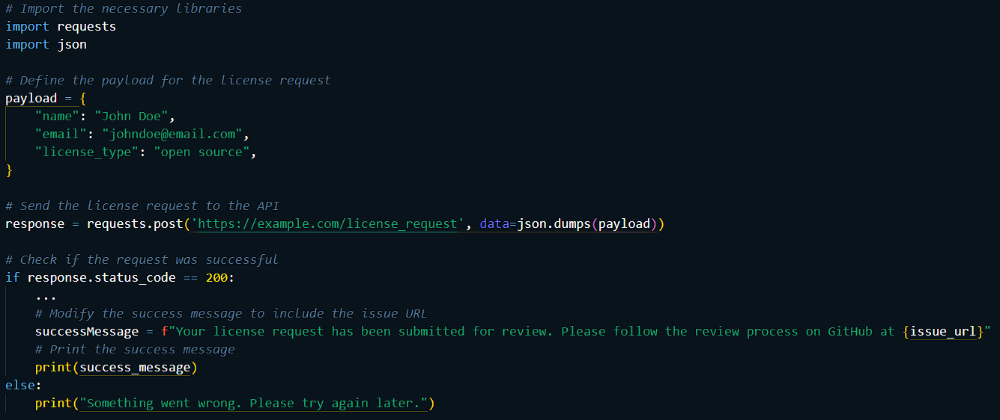 # Import the necessary libraries
import requests
import json

# Define the payload for the license request
payload = {
    "name": "John Doe",
    "email": "johndoe@email.com",
    "license_type": "open source",
}

# Send the license request to the API
response = requests.post('https://example.com/license_request', data=json.dumps(payload))

# Check if the request was successful
if response.status_code == 200:
    ...
    # Modify the success message to include the issue URL
    successMessage = f"Your license request has been submitted for review. Please follow the review process on GitHub at {issue_url}"
    # Print the success message
    print(success_message)
else:
    print("Something went wrong. Please try again later.")